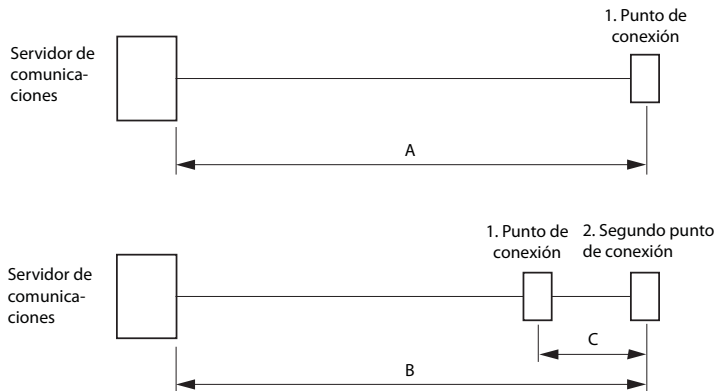 1. Punto de
conexión
Servidor de
comunica-
ciones
A
1. Punto de
conexión
2. Segundo punto
de conexión
Servidor de
comunica-
ciones
C
B